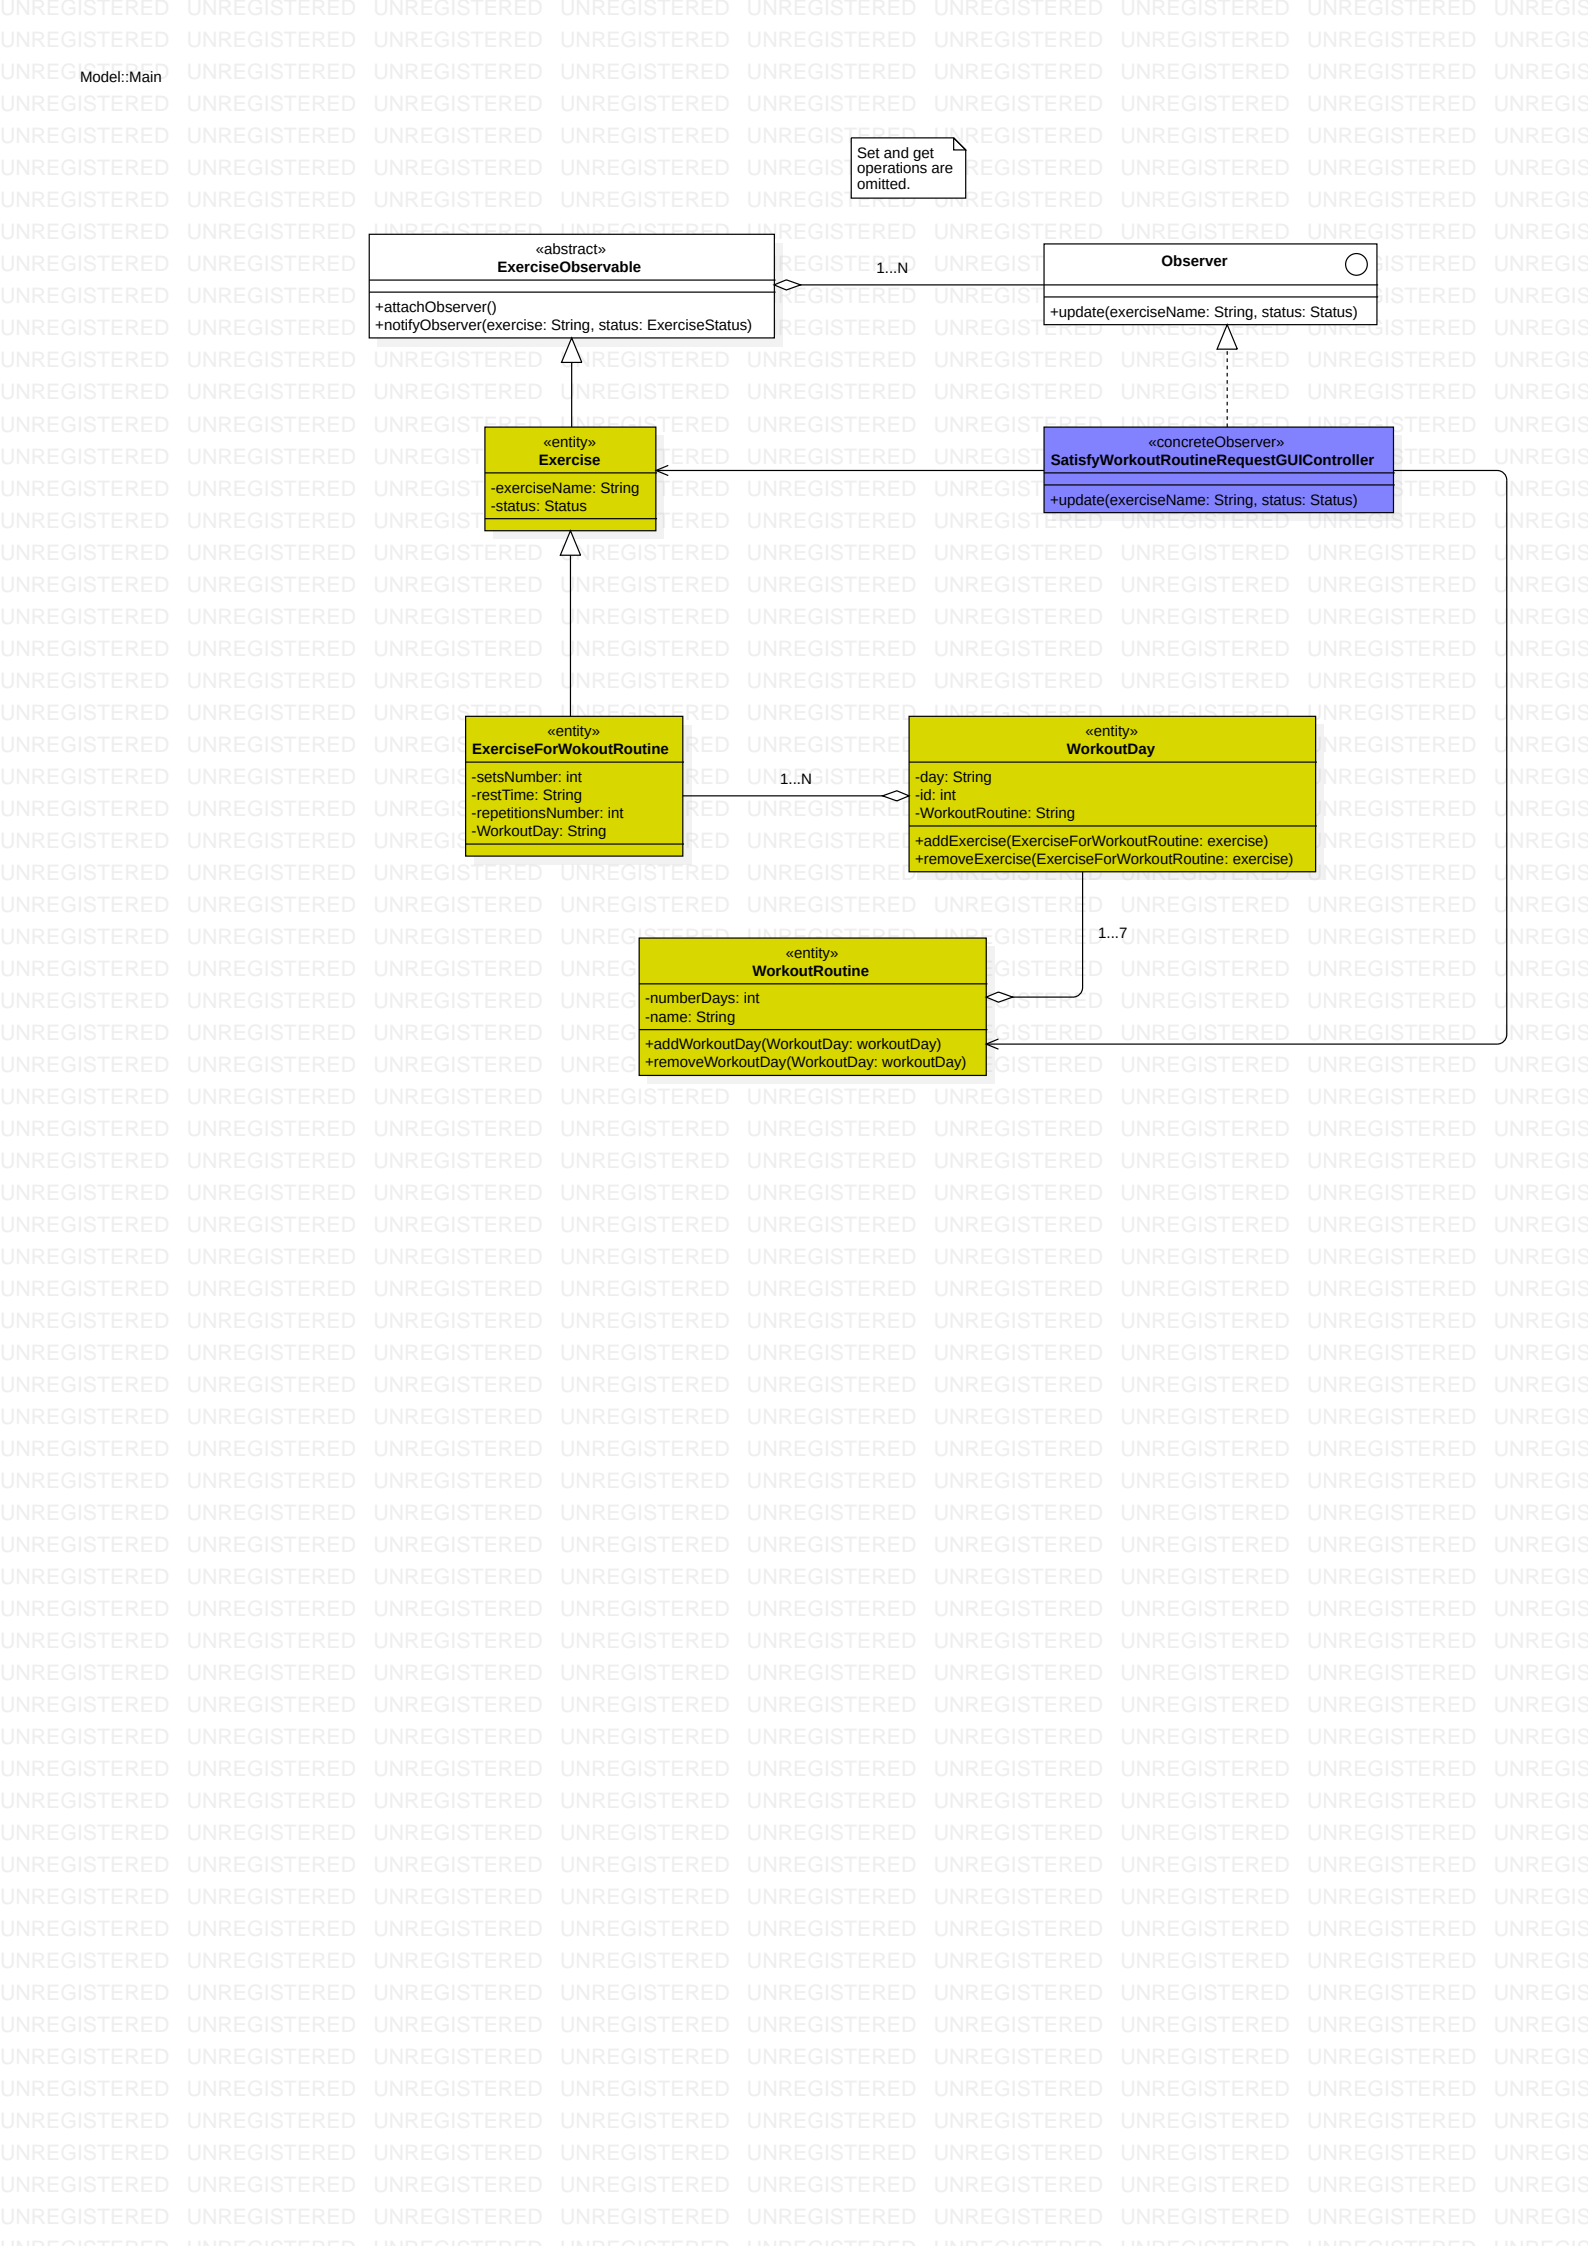 Model::Main
Set and get
operations are
omitted.
«abstract»
ExerciseObservable
+attachObserver()
+notifyObserver(exercise: String, status: ExerciseStatus)
1...N
Observer
+update(exerciseName: String, status: Status)
«entity»
Exercise
-exerciseName: String
-status: Status
«concreteObserver»
SatisfyWorkoutRoutineRequestGUIController
+update(exerciseName: String, status: Status)
«entity»
ExerciseForWokoutRoutine
-setsNumber: int
-restTime: String
-repetitionsNumber: int
-WorkoutDay: String
1...N
«entity»
WorkoutDay
-day: String
-id: int
-WorkoutRoutine: String
+addExercise(ExerciseForWorkoutRoutine: exercise)
+removeExercise(ExerciseForWorkoutRoutine: exercise)
1...7
«entity»
WorkoutRoutine
-numberDays: int
-name: String
+addWorkoutDay(WorkoutDay: workoutDay)
+removeWorkoutDay(WorkoutDay: workoutDay)
UNREGISTERED